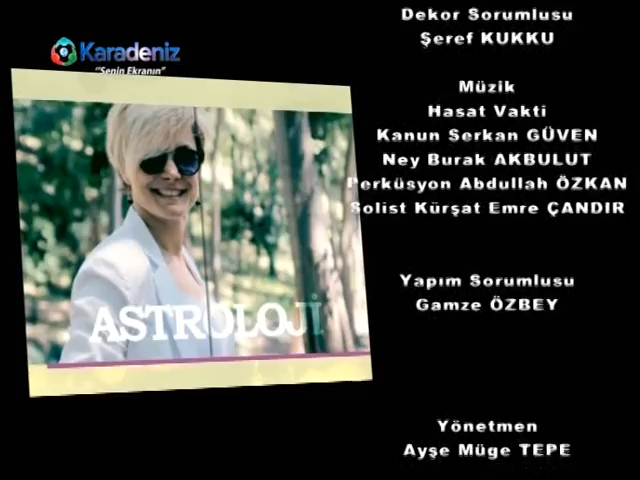 Karadeniz
"Senin Ekranın"
ASTROLOJİ
Dekor Sorumlusu
Şeref KUKKU
Müzik
Hasat Vakti
Kanun Serkan GÜVEN
Ney Burak AKBULUT
Perküsyon Abdullah ÖZKAN
Solist Kürşat Emre ÇANDIR
Yapım Sorumlusu
Gamze ÖZBEY
Yönetmen
Ayşe Müge TEPE